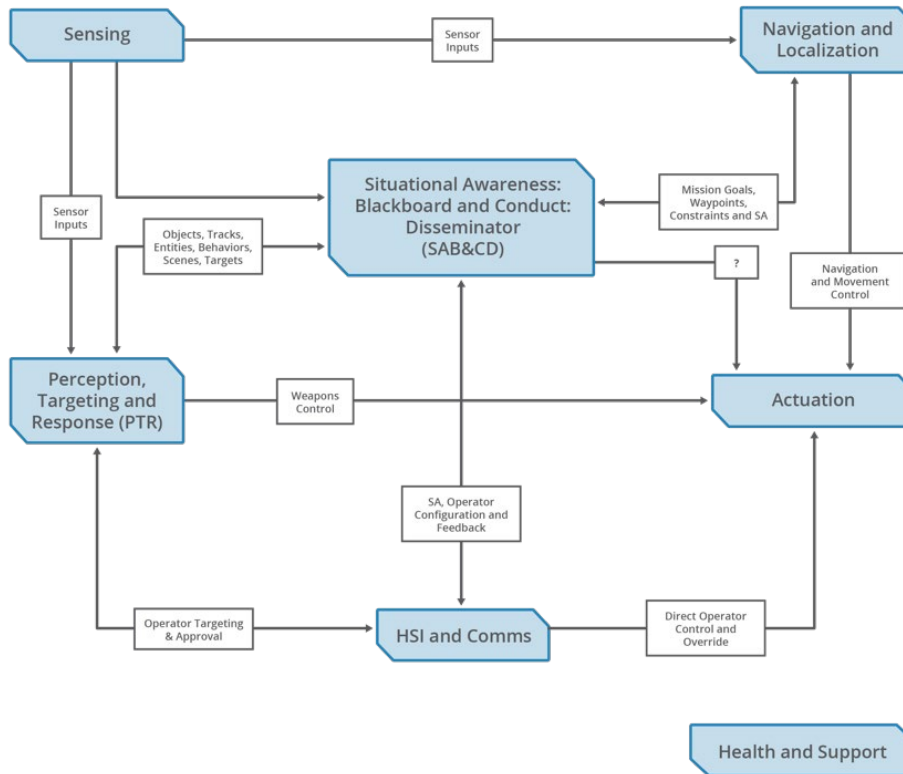 Sensing
Sensor
Inputs
Navigation and
Localization
Situational Awareness:
Blackboard and Conduct:
Disseminator
(SAB&CD)
Mission Goals,
Waypoints,
Constraints and SA
Sensor
Inputs
Objects, Tracks,
Entities, Behaviors,
Scenes, Targets
?
Navigation
and Movement
Control
Perception,
Targeting and
Response (PTR)
Weapons
Control
Actuation
SA, Operator
Configuration and
Feedback
Operator Targeting
& Approval
HSI and Comms
Direct Operator
Control and
Override
Health and Support